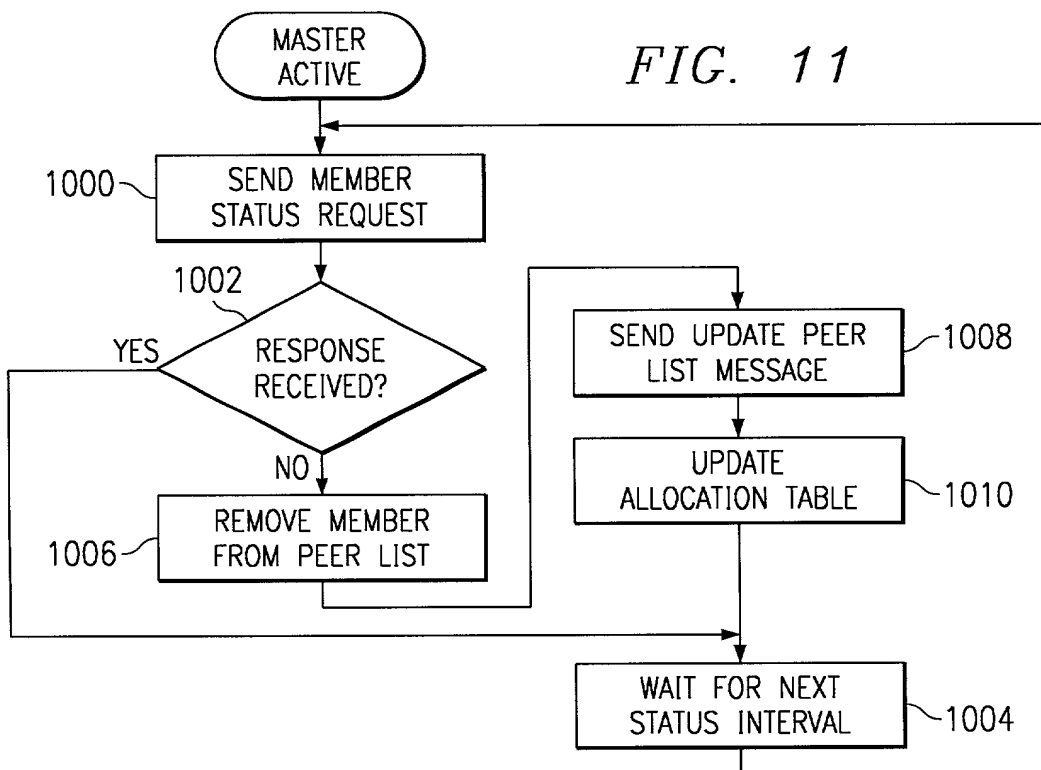 MASTER
ACTIVE
FIG. 11
1000
SEND MEMBER
STATUS REQUEST
1002
YES
RESPONSE
RECEIVED?
NO
1006
REMOVE MEMBER
FROM PEER LIST
SEND UPDATE PEER
LIST MESSAGE
1008
UPDATE
ALLOCATION TABLE
1010
WAIT FOR NEXT
STATUS INTERVAL
1004